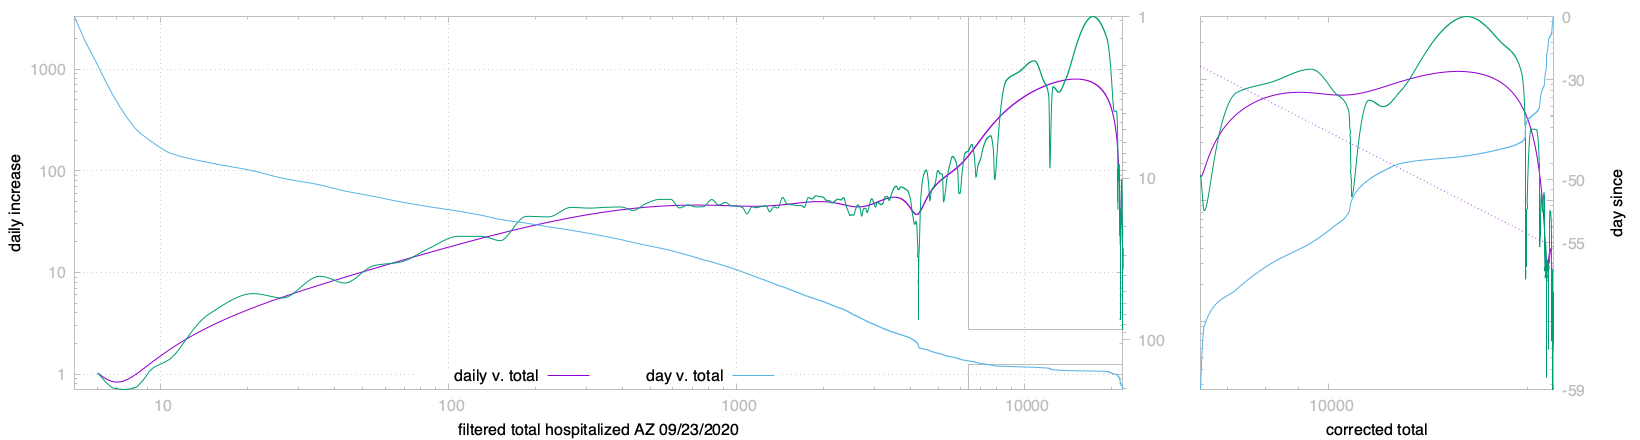 1000
100
10
1
daily increase
10
100
1000
10000
1
10
100
daily v. total
day v. total
filtered total hospitalized AZ 09/23/2020
0
-30
-50
-55
-59
day since
10000
corrected total